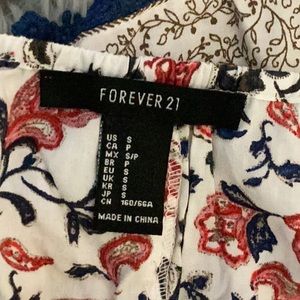 FOREVER 21
US S
CA P
MX S/P
BR P
EU S
UK S
KR S
JP S
CN 160/66A
MADE IN CHINA